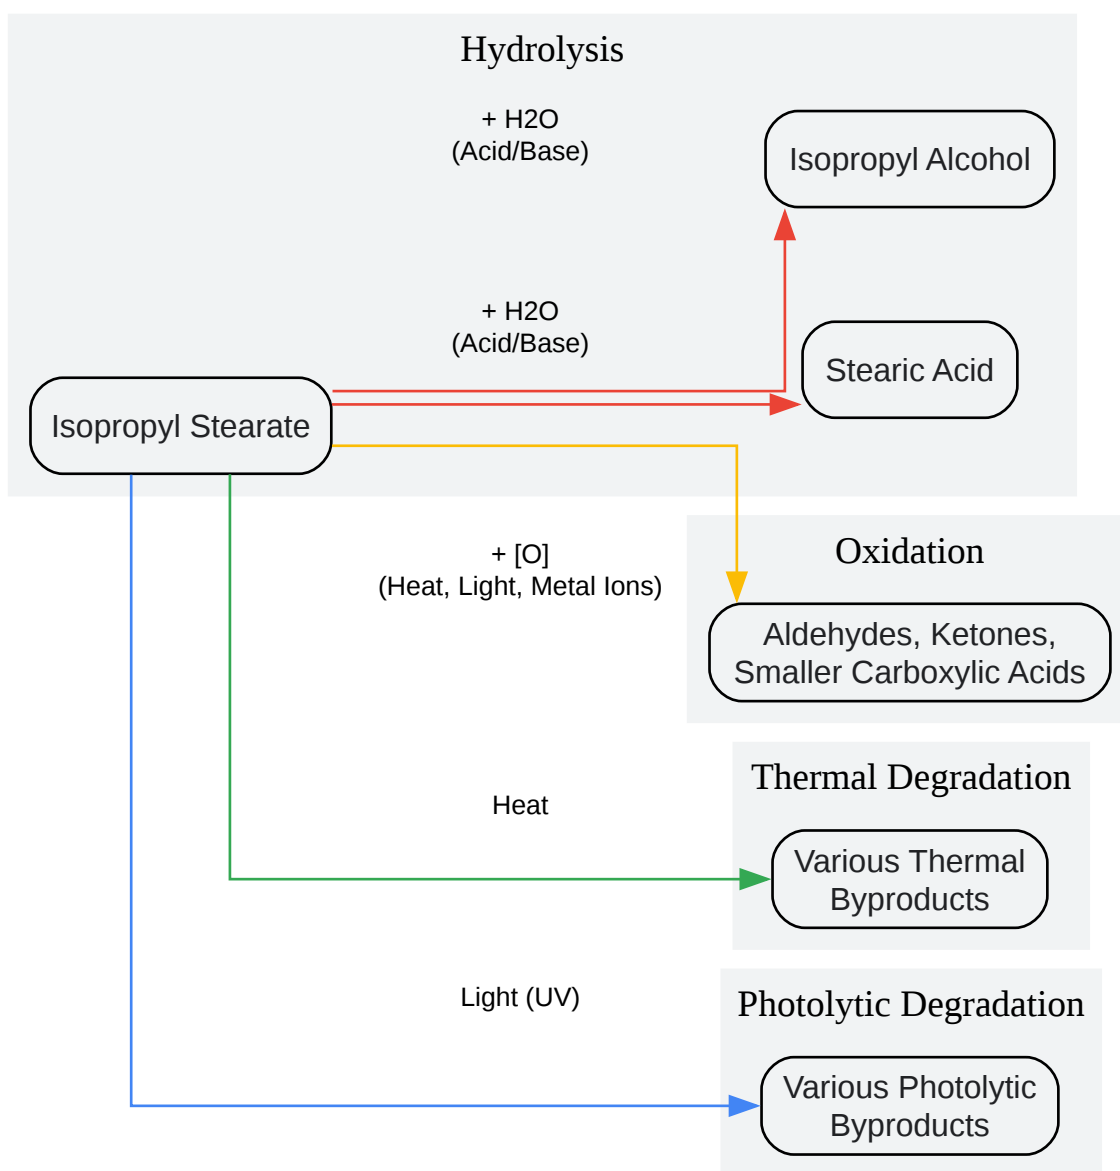 Hydrolysis
+ H2O
(Acid/Base)
Isopropyl Alcohol
+ H2O
(Acid/Base)
Stearic Acid
Isopropyl Stearate
+ [O]
(Heat, Light, Metal Ions)
Oxidation
Aldehydes, Ketones,
Smaller Carboxylic Acids
Thermal Degradation
Heat
Various Thermal
Byproducts
Light (UV)
Photolytic Degradation
Various Photolytic
Byproducts